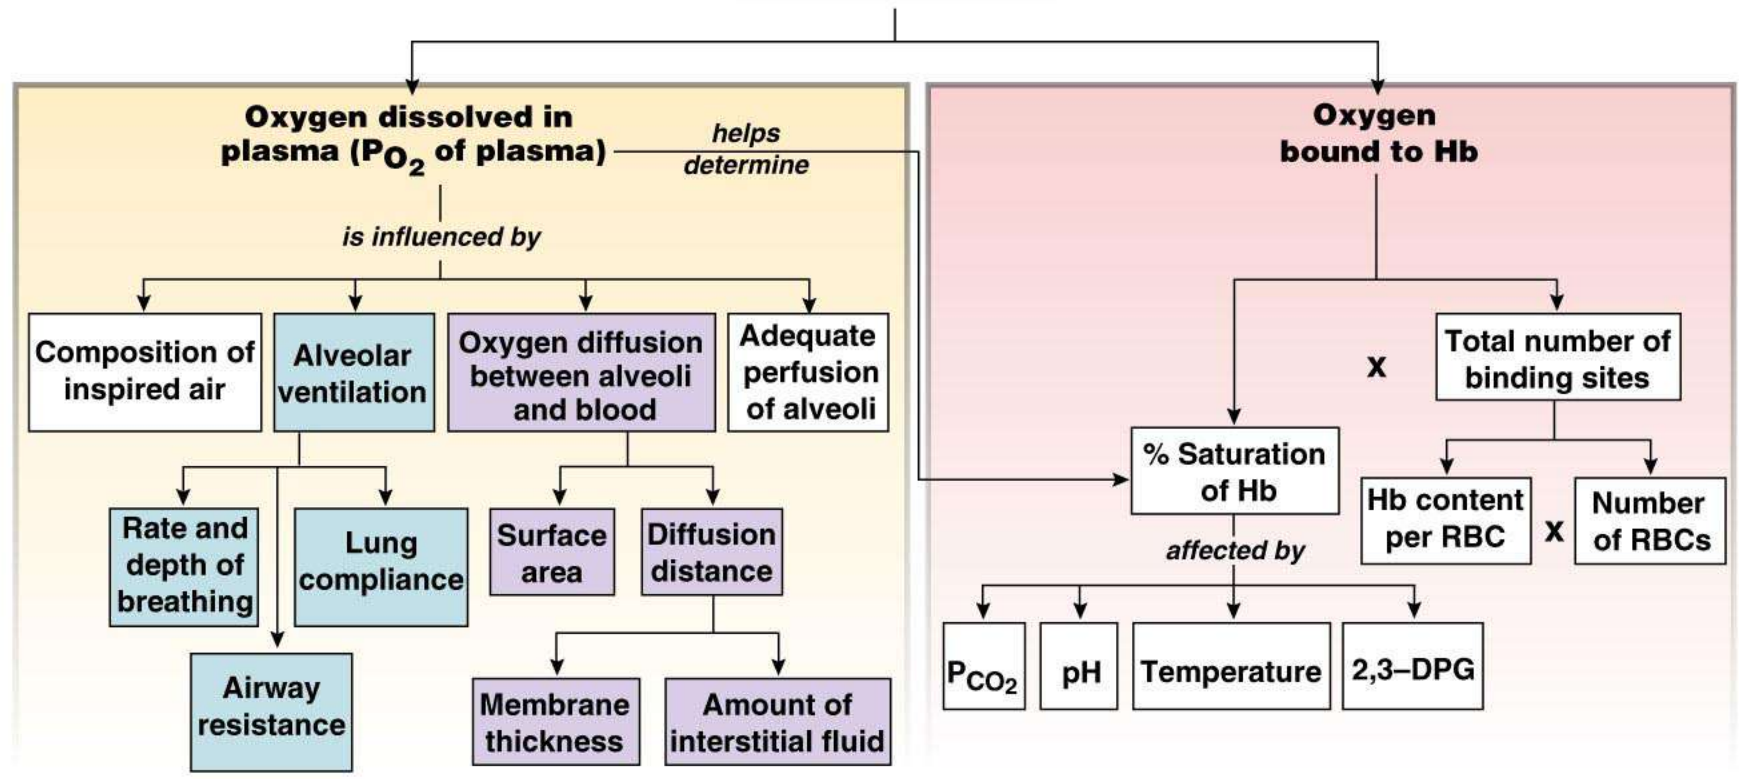 Oxygen dissolved in
plasma (PO2 of plasma)
helps
determine
is influenced by
Composition of
inspired air
Alveolar
ventilation
Oxygen diffusion
between alveoli
and blood
Adequate
perfusion
of alveoli
Rate and
depth of
breathing
Lung
compliance
Airway
resistance
Surface
area
Diffusion
distance
Membrane
thickness
Amount of
interstitial fluid
Oxygen
bound to Hb
x
Total number of
binding sites
% Saturation
of Hb
Hb content
per RBC
x
Number
of RBCs
affected by
PCO2
pH
Temperature
2,3–DPG